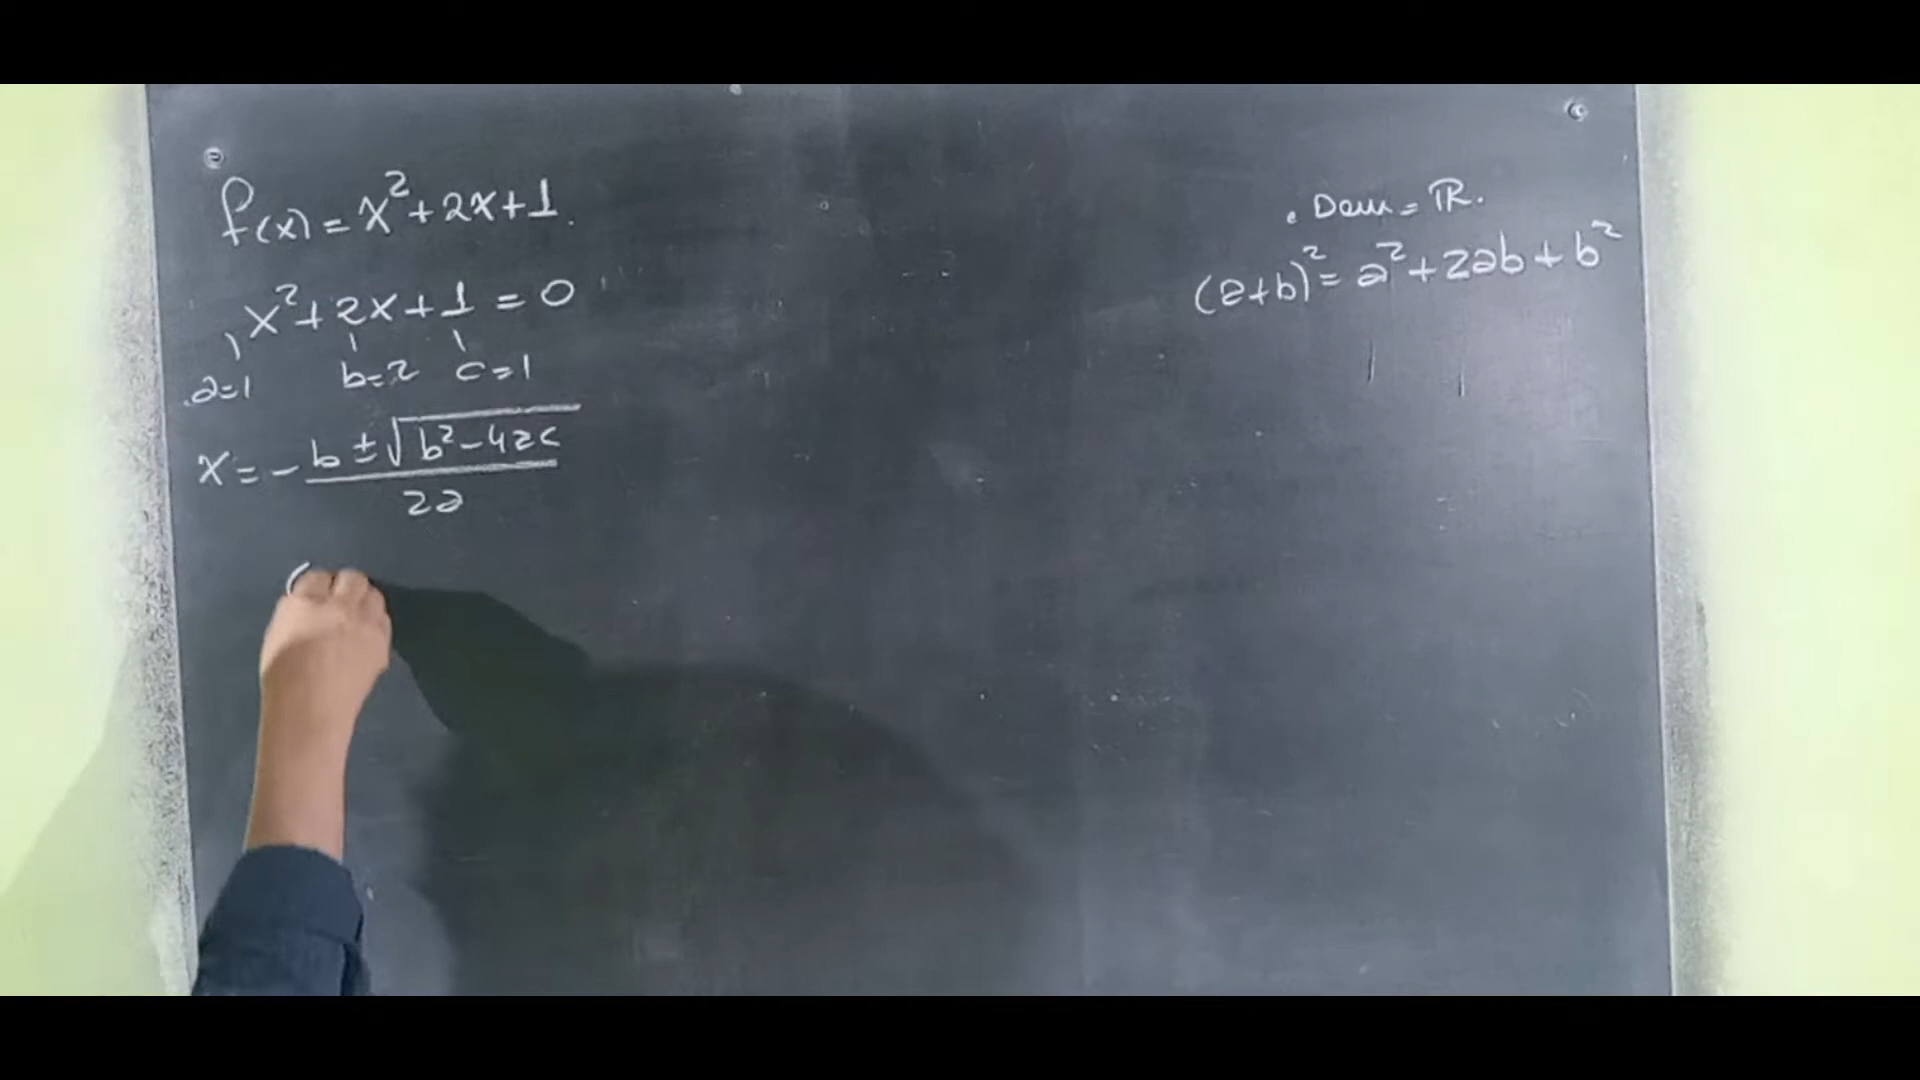 f(x) = x² + 2x + 1.
x² + 2x + 1 = 0
a=1 b=2 c=1
x = -b ± √b² - 4ac
2a
. Dom = ℝ.
(a+b)² = a² + 2ab + b²